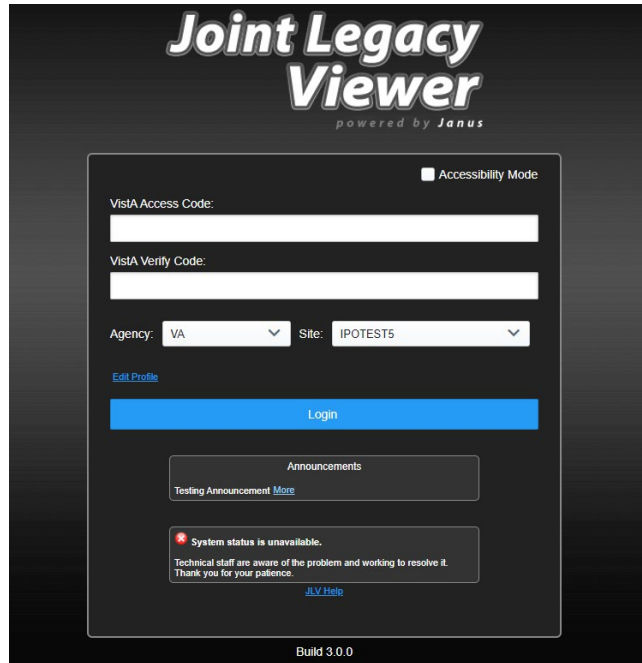 Joint Legacy
Viewer
powered by Janus
Accessibility Mode
VistA Access Code:
VistA Verify Code:
Agency: VA Site: IPOTEST5
Edit Profile
Login
Announcements
Testing Announcement More
System status is unavailable.
Technical staff are aware of the problem and working to resolve it.
Thank you for your patience.
JLV Help
Build 3.0.0